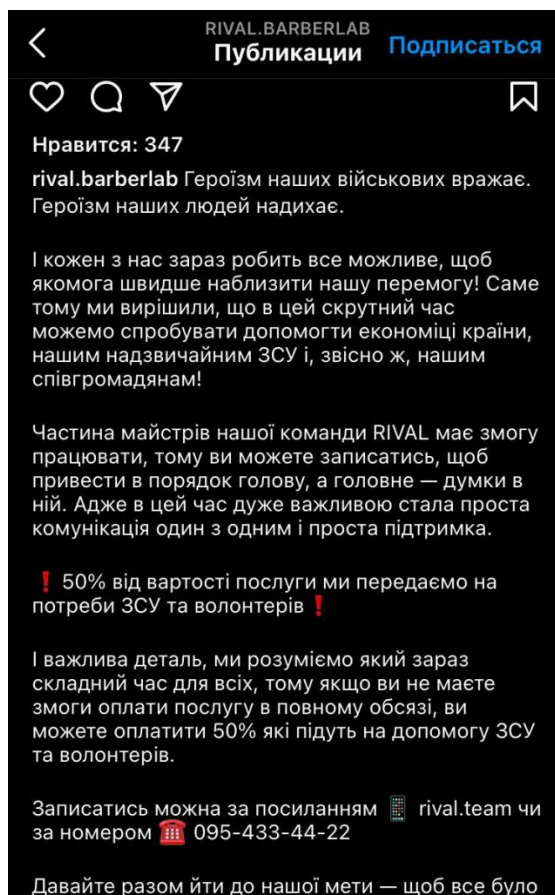 RIVAL.BARBERLAB
Публикации
Подписаться
Нравится: 347
rival.barberlab Героїзм наших військових вражає.
Героїзм наших людей надихає.
І кожен з нас зараз робить все можливе, щоб
якомога швидше наблизити нашу перемогу! Саме
тому ми вирішили, що в цей скрутний час
можемо спробувати допомогти економіці країни,
нашим надзвичайним ЗСУ і, звісно ж, нашим
співгромадянам!
Частина майстрів нашої команди RIVAL має змогу
працювати, тому ви можете записатись, щоб
привести в порядок голову, а головне — думки в
ній. Адже в цей час дуже важливою стала проста
комунікація один з одним і проста підтримка.
❗ 50% від вартості послуги ми передаємо на
потреби ЗСУ та волонтерів ❗
І важлива деталь, ми розуміємо який зараз
складний час для всіх, тому якщо ви не маєте
змоги оплати послугу в повному обсязі, ви
можете оплатити 50% які підуть на допомогу ЗСУ
та волонтерів.
Записатись можна за посиланням 📱 rival.team чи
за номером ☎️ 095-433-44-22
Давайте разом йти до нашої мети — щоб все було